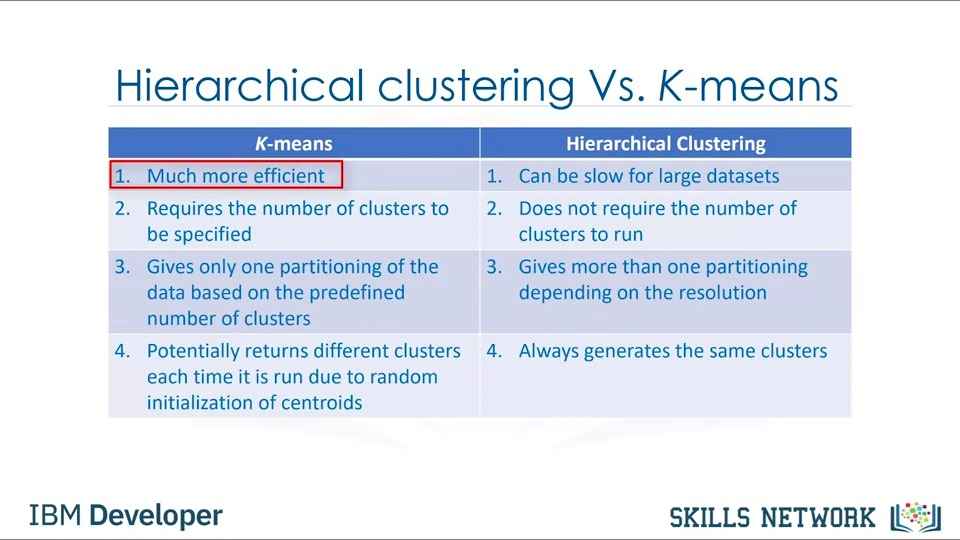 Hierarchical clustering Vs. K-means
K-means
Hierarchical Clustering
1. Much more efficient
1. Can be slow for large datasets
2. Requires the number of clusters to
be specified
2. Does not require the number of
clusters to run
3. Gives only one partitioning of the
data based on the predefined
number of clusters
3. Gives more than one partitioning
depending on the resolution
4. Potentially returns different clusters
each time it is run due to random
initialization of centroids
4. Always generates the same clusters
IBM Developer
SKILLS NETWORK